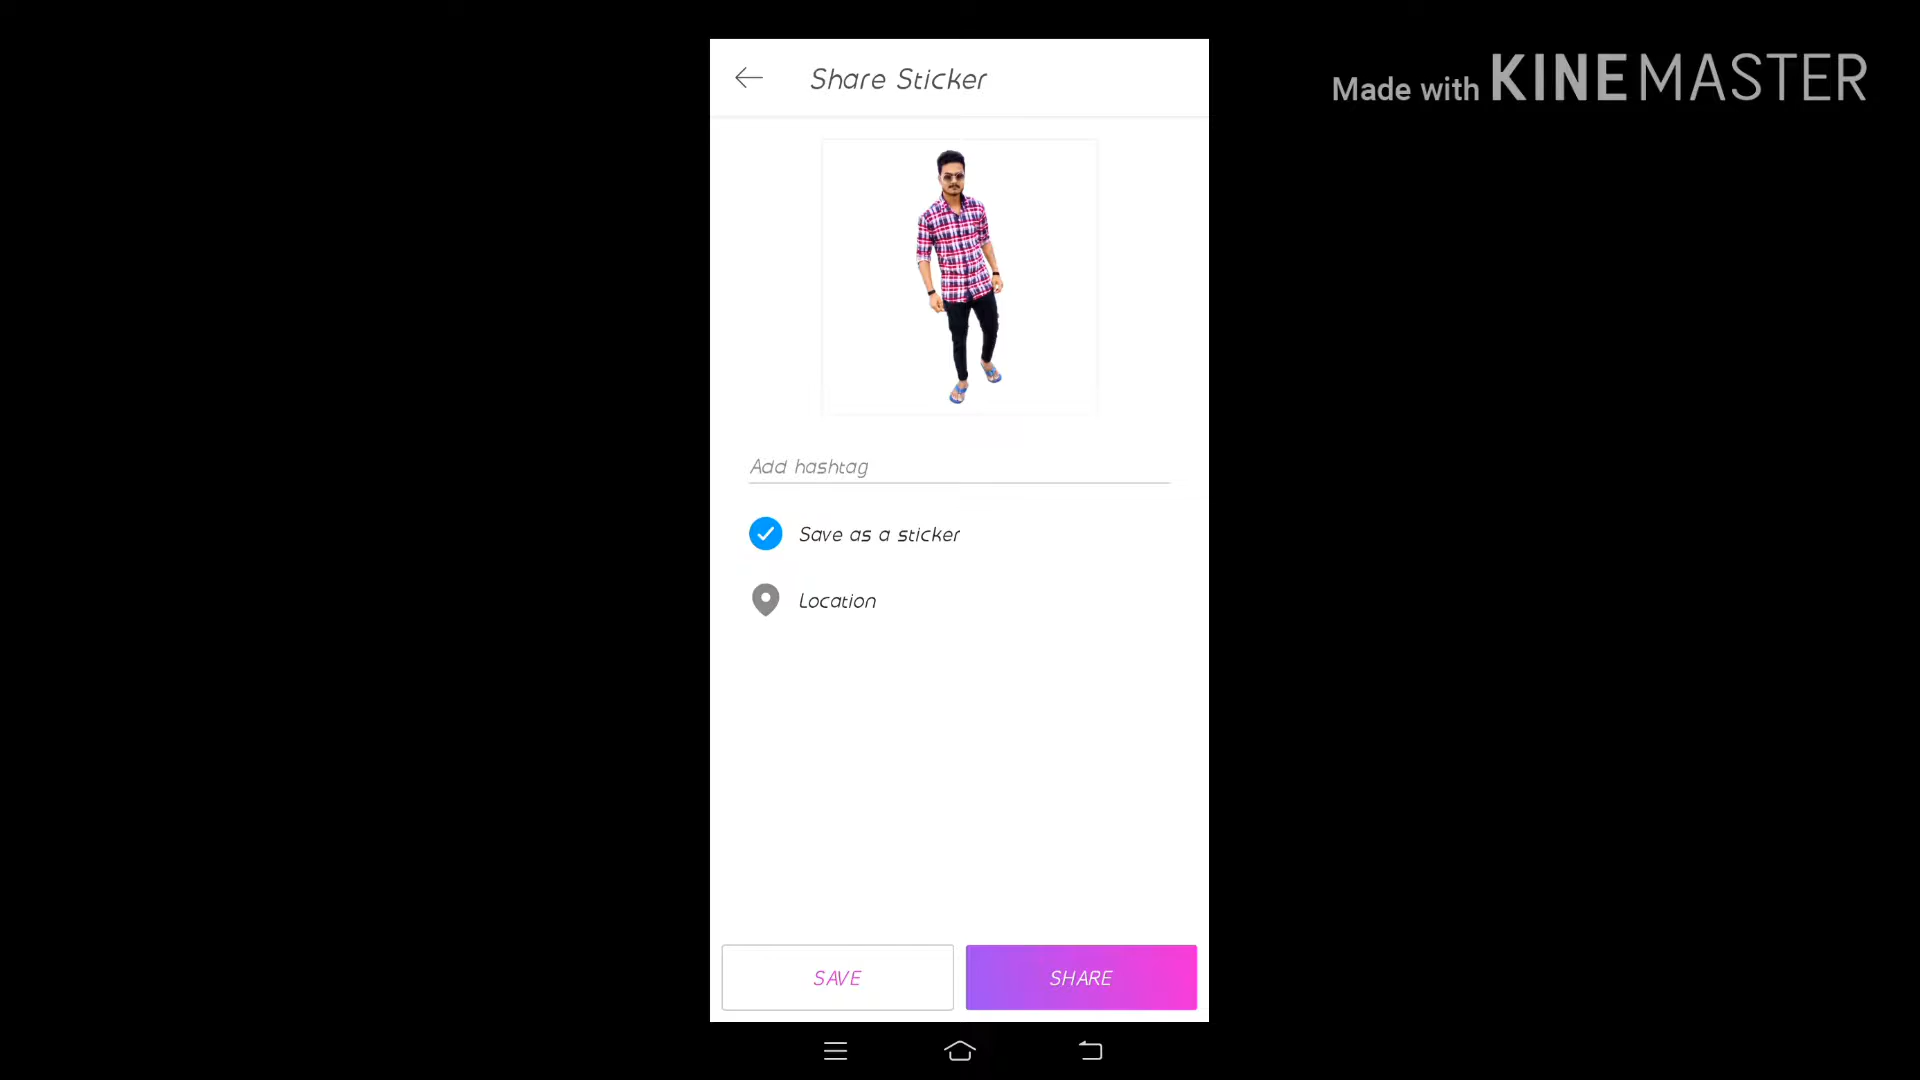 Share Sticker
Made with KINEMASTER
Add hashtag
Save as a sticker
Location
SAVE
SHARE